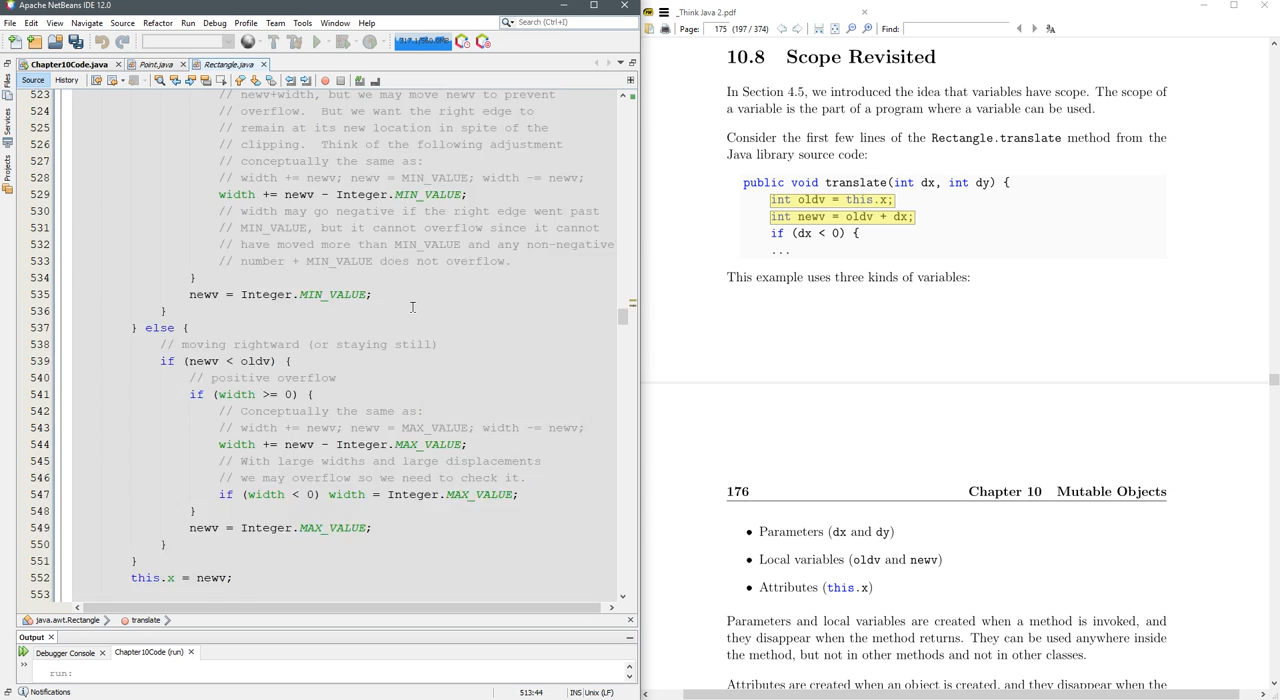 Apache NetBeans IDE 12.0
File Edit View Navigate Source Refactor Run Debug Profile Team Tools Window Help
Search (Ctrl+I)
Chapter10Code.java
Point.java
Rectangle.java
Source History
Files
Services
Projects
523 // newv+width, but we may move newv to prevent
524 // overflow.  But we want the right edge to
525 // remain at its new location in spite of the
526 // clipping.  Think of the following adjustment
527 // conceptually the same as:
528 // width += newv; newv = MIN_VALUE; width -= newv;
529 width += newv - Integer.MIN_VALUE;
530 // width may go negative if the right edge went past
531 // MIN_VALUE, but it cannot overflow since it cannot
532 // have moved more than MIN_VALUE and any non-negative
533 // number + MIN_VALUE does not overflow.
534 }
535 newv = Integer.MIN_VALUE;
536 }
537 } else {
538 // moving rightward (or staying still)
539 if (newv < oldv) {
540 // positive overflow
541 if (width >= 0) {
542 // Conceptually the same as:
543 // width += newv; newv = MAX_VALUE; width -= newv;
544 width += newv - Integer.MAX_VALUE;
545 // With large widths and large displacements
546 // we may overflow so we need to check it.
547 if (width < 0) width = Integer.MAX_VALUE;
548 }
549 newv = Integer.MAX_VALUE;
550 }
551 }
552 this.x = newv;
553
java.awt.Rectangle
translate
Output
Debugger Console
Chapter10Code (run)
run:
Notifications
513:44
INS
Unix (LF)
_Think Java 2.pdf
Page: 175 (197 / 374)
Find:
10.8 Scope Revisited
In Section 4.5, we introduced the idea that variables have scope. The scope of
a variable is the part of a program where a variable can be used.
Consider the first few lines of the Rectangle.translate method from the
Java library source code:
public void translate(int dx, int dy) {
int oldv = this.x;
int newv = oldv + dx;
if (dx < 0) {
...
This example uses three kinds of variables:
176 Chapter 10 Mutable Objects
• Parameters (dx and dy)
• Local variables (oldv and newv)
• Attributes (this.x)
Parameters and local variables are created when a method is invoked, and
they disappear when the method returns. They can be used anywhere inside
the method, but not in other methods and not in other classes.
Attributes are created when an object is created, and they disappear when the